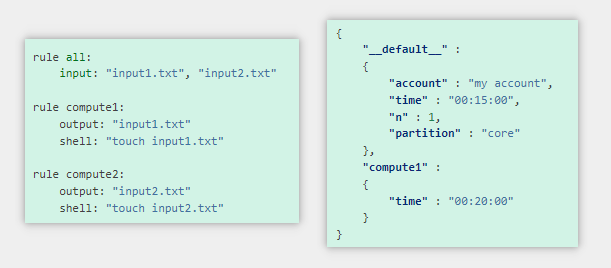 rule all:
    input: "input1.txt", "input2.txt"
rule compute1:
    output: "input1.txt"
    shell: "touch input1.txt"
rule compute2:
    output: "input2.txt"
    shell: "touch input2.txt"
{
    "__default__" :
    {
        "account" : "my account",
        "time" : "00:15:00",
        "n" : 1,
        "partition" : "core"
    },
    "compute1" :
    {
        "time" : "00:20:00"
    }
}